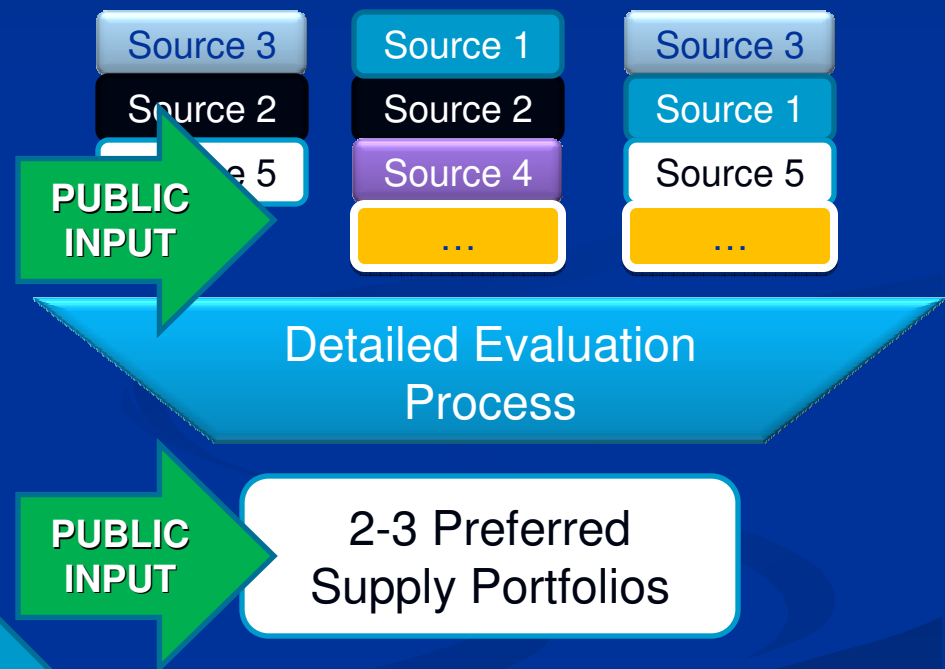 Source 3
Source 2
e 5
PUBLIC
INPUT
Source 1
Source 2
Source 4
...
Source 3
Source 1
Source 5
...
Detailed Evaluation
Process
PUBLIC
INPUT
2-3 Preferred
Supply Portfolios